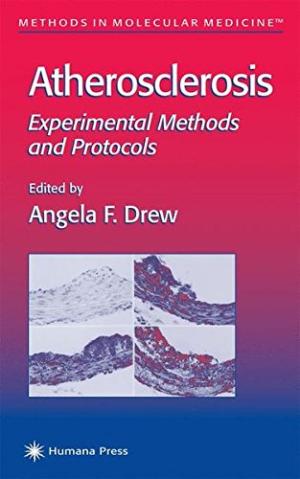 METHODS IN MOLECULAR MEDICINE™
Atherosclerosis
Experimental Methods
and Protocols
Edited by
Angela F. Drew
Humana Press